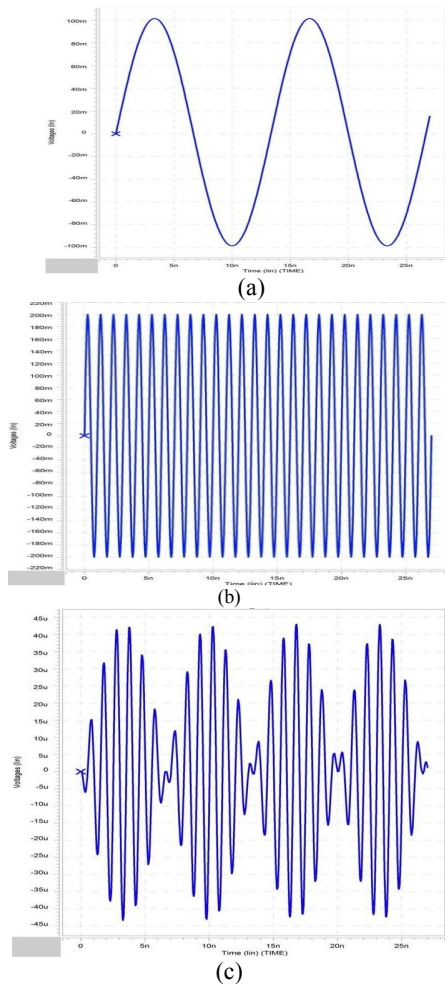 100m
80m
60m
40m
20m
0
-20m
-40m
-60m
-80m
-100m
Voltages (lin)
0
5n
10n
15n
20n
25n
Time (lin) (TIME)
(a)
220m
200m
180m
160m
140m
120m
100m
80m
60m
40m
20m
0
-20m
-40m
-60m
-80m
-100m
-120m
-140m
-160m
-180m
-200m
-220m
Voltages (lin)
0
5n
10n
15n
20n
25n
Time (lin) (TIME)
(b)
45u
40u
35u
30u
25u
20u
15u
10u
5u
0
-5u
-10u
-15u
-20u
-25u
-30u
-35u
-40u
-45u
Voltages (lin)
0
5n
10n
15n
20n
25n
Time (lin) (TIME)
(c)